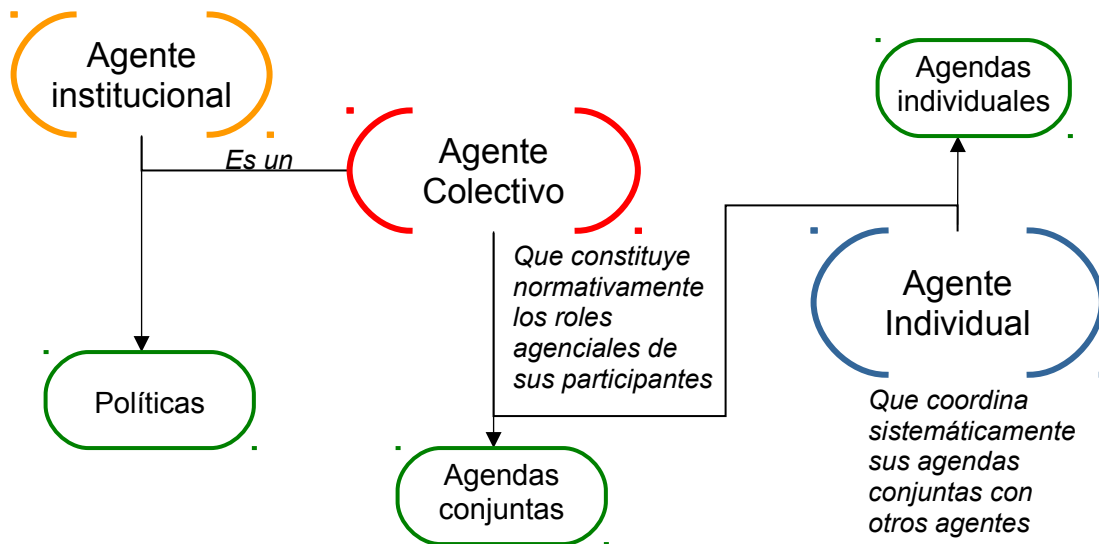 Agente
institucional
Es un
Agente
Colectivo
Agendas
individuales
Que constituye
normativamente
los roles
agenciales de
sus participantes
Agente
Individual
Políticas
Agendas
conjuntas
Que coordina
sistemáticamente
sus agendas
conjuntas con
otros agentes